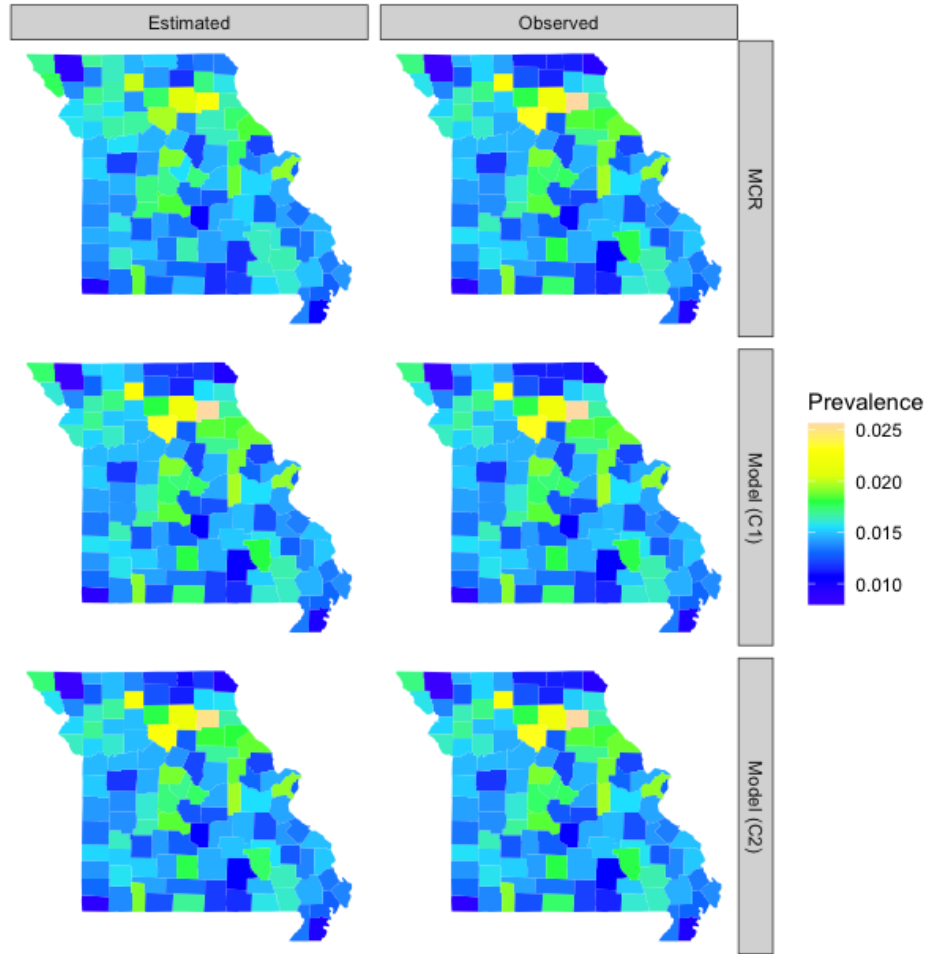 Estimated
Observed
MCR
Model (C1)
Model (C2)
Prevalence
0.025
0.020
0.015
0.010